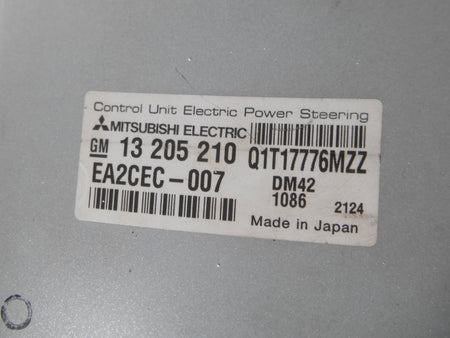 Control Unit Electric Power Steering
MITSUBISHI ELECTRIC
GM 13 205 210 Q1T17776MZZ
EA2CEC-007 DM42
1086 2124
Made in Japan